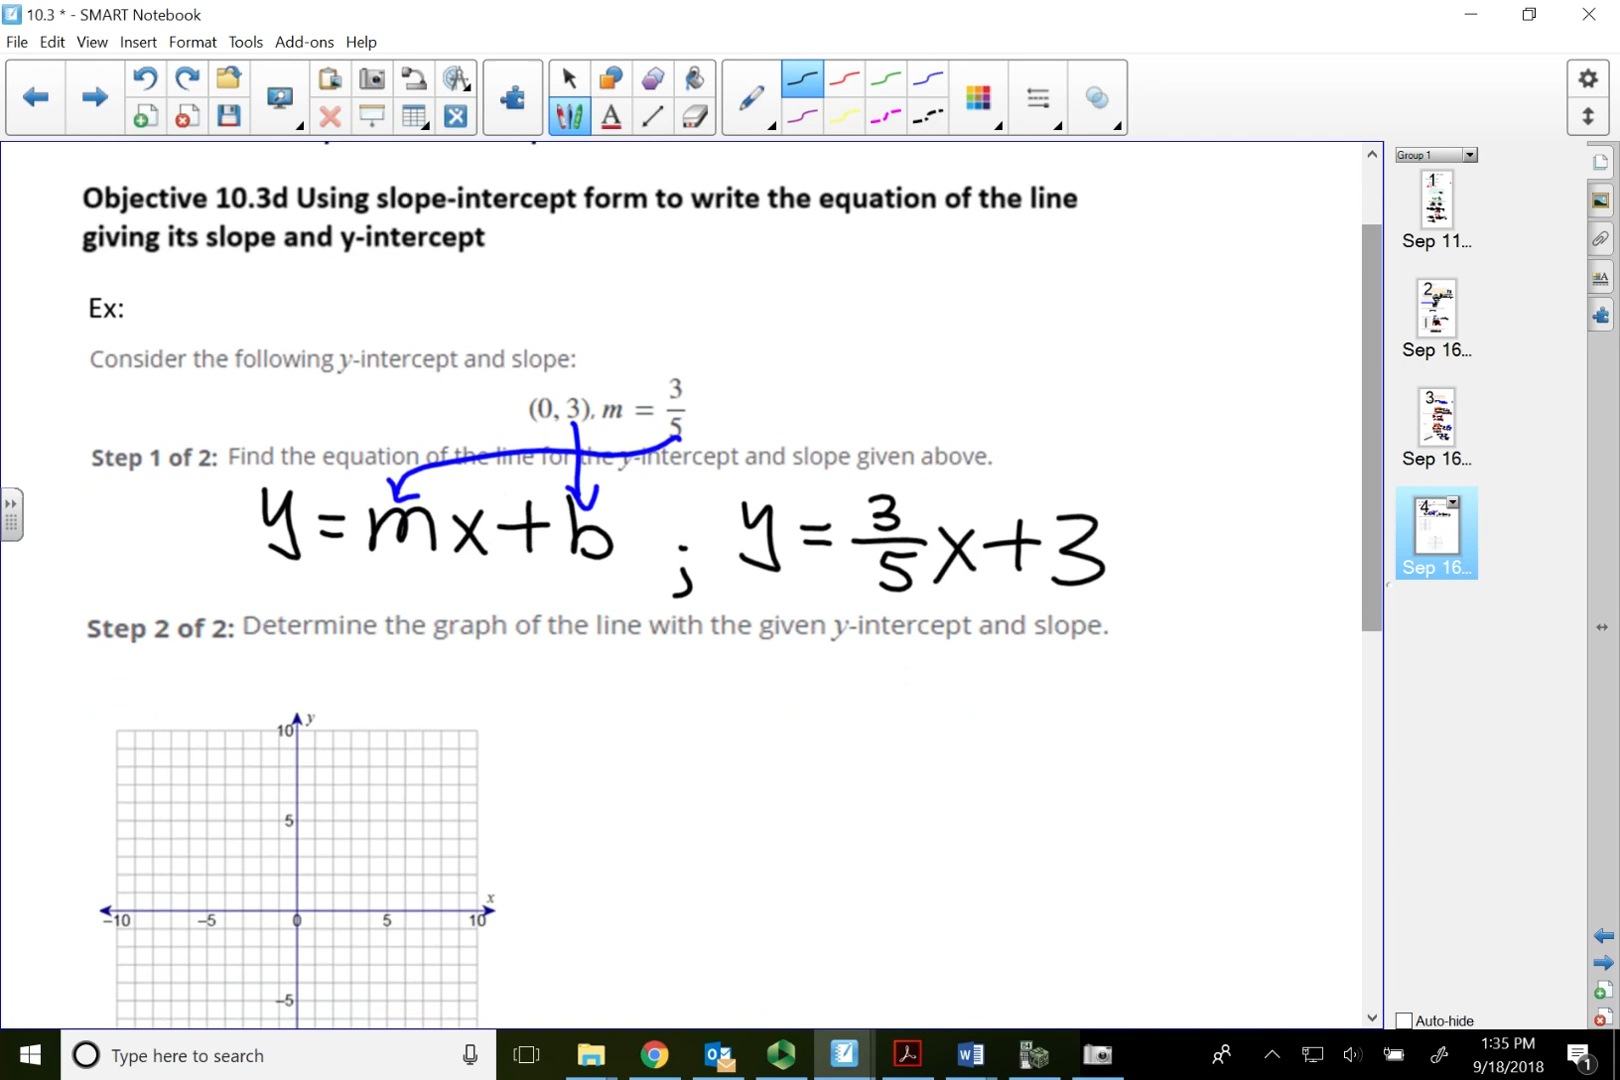 10.3 * - SMART Notebook
File Edit View Insert Format Tools Add-ons Help
Group 1
Objective 10.3d Using slope-intercept form to write the equation of the line
giving its slope and y-intercept
Ex:
Consider the following y-intercept and slope:
(0, 3), m = 3/5
Step 1 of 2: Find the equation of the line for the y-intercept and slope given above.
y = mx + b ; y = 3/5 x + 3
Step 2 of 2: Determine the graph of the line with the given y-intercept and slope.
y
10
5
x
-10 -5 0 5 10
-5
1
Sep 11...
2
Sep 16...
3
Sep 16...
4
Sep 16...
Auto-hide
Type here to search
1:35 PM
9/18/2018
1